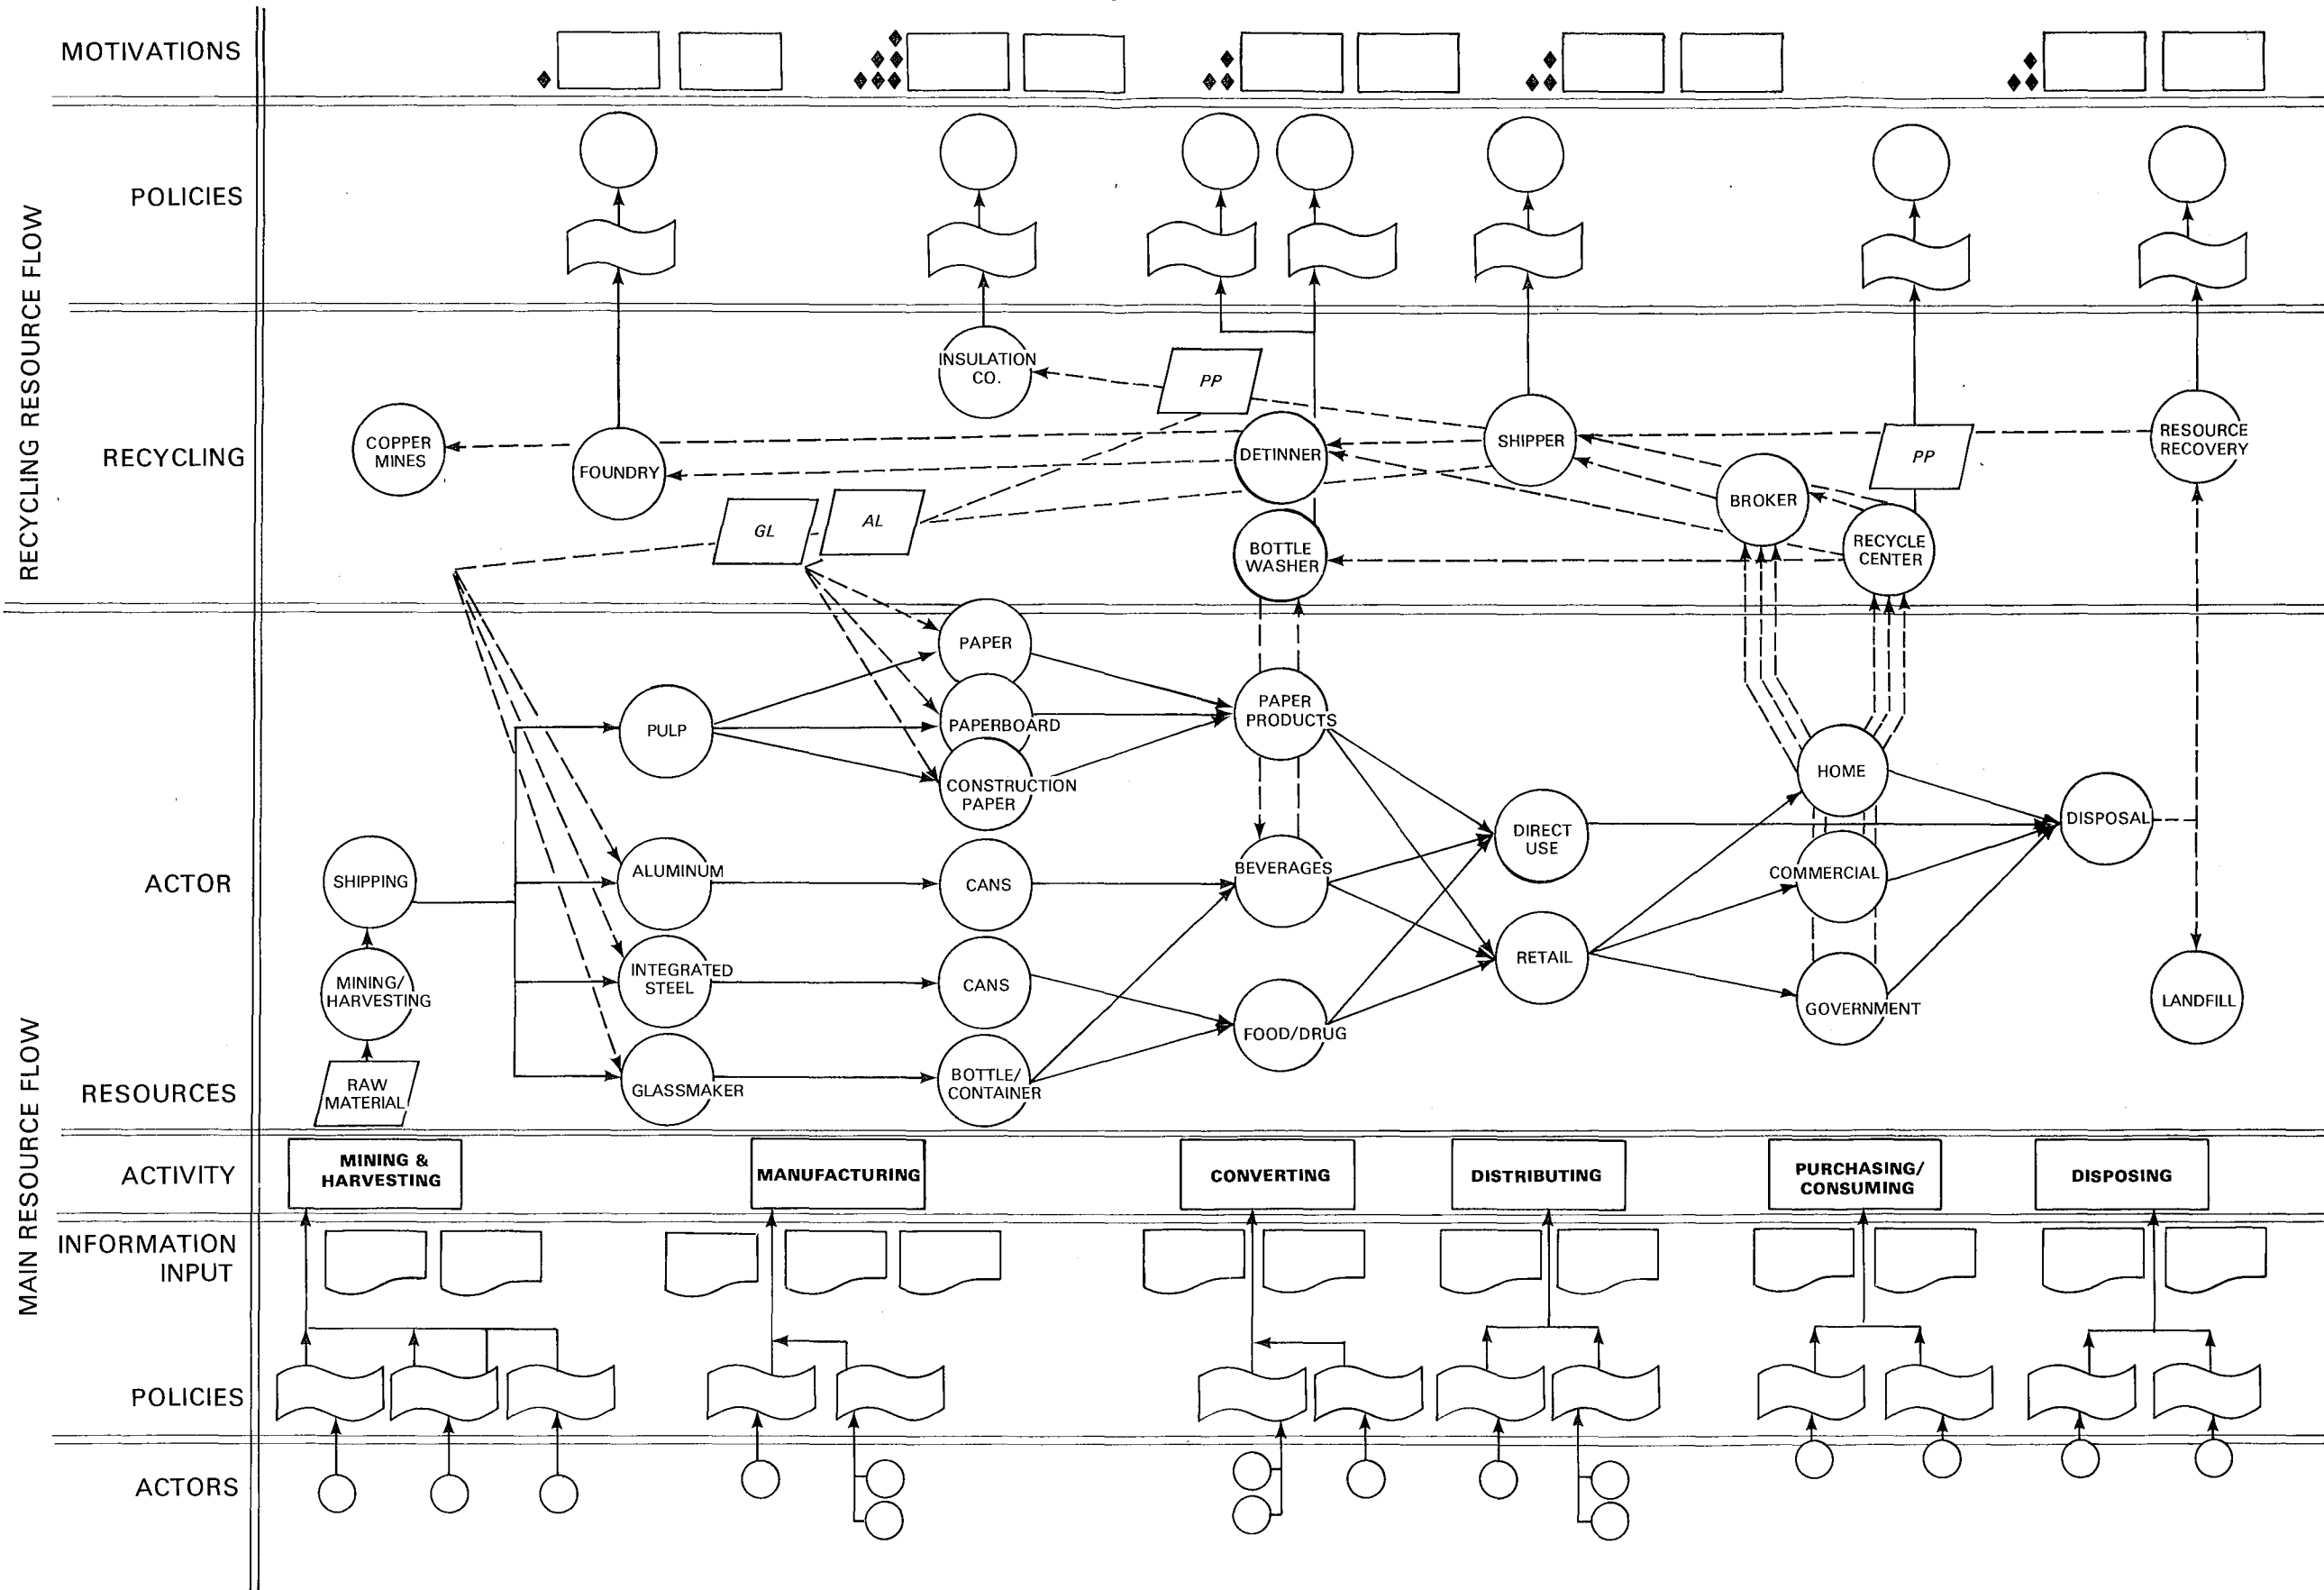 MOTIVATIONS
POLICIES
RECYCLING RESOURCE FLOW
RECYCLING
INSULATION
CO.
PP
COPPER
MINES
FOUNDRY
DETINNER
SHIPPER
PP
RESOURCE
RECOVERY
BROKER
GL
AL
BOTTLE
WASHER
RECYCLE
CENTER
PAPER
PULP
PAPERBOARD
CONSTRUCTION
PAPER
PAPER
PRODUCTS
HOME
ACTOR
SHIPPING
ALUMINUM
CANS
BEVERAGES
DIRECT
USE
COMMERCIAL
DISPOSAL
MINING/
HARVESTING
INTEGRATED
STEEL
CANS
FOOD/DRUG
RETAIL
GOVERNMENT
LANDFILL
MAIN RESOURCE FLOW
RESOURCES
RAW
MATERIAL
GLASSMAKER
BOTTLE/
CONTAINER
ACTIVITY
MINING &
HARVESTING
MANUFACTURING
CONVERTING
DISTRIBUTING
PURCHASING/
CONSUMING
DISPOSING
INFORMATION
INPUT
POLICIES
ACTORS